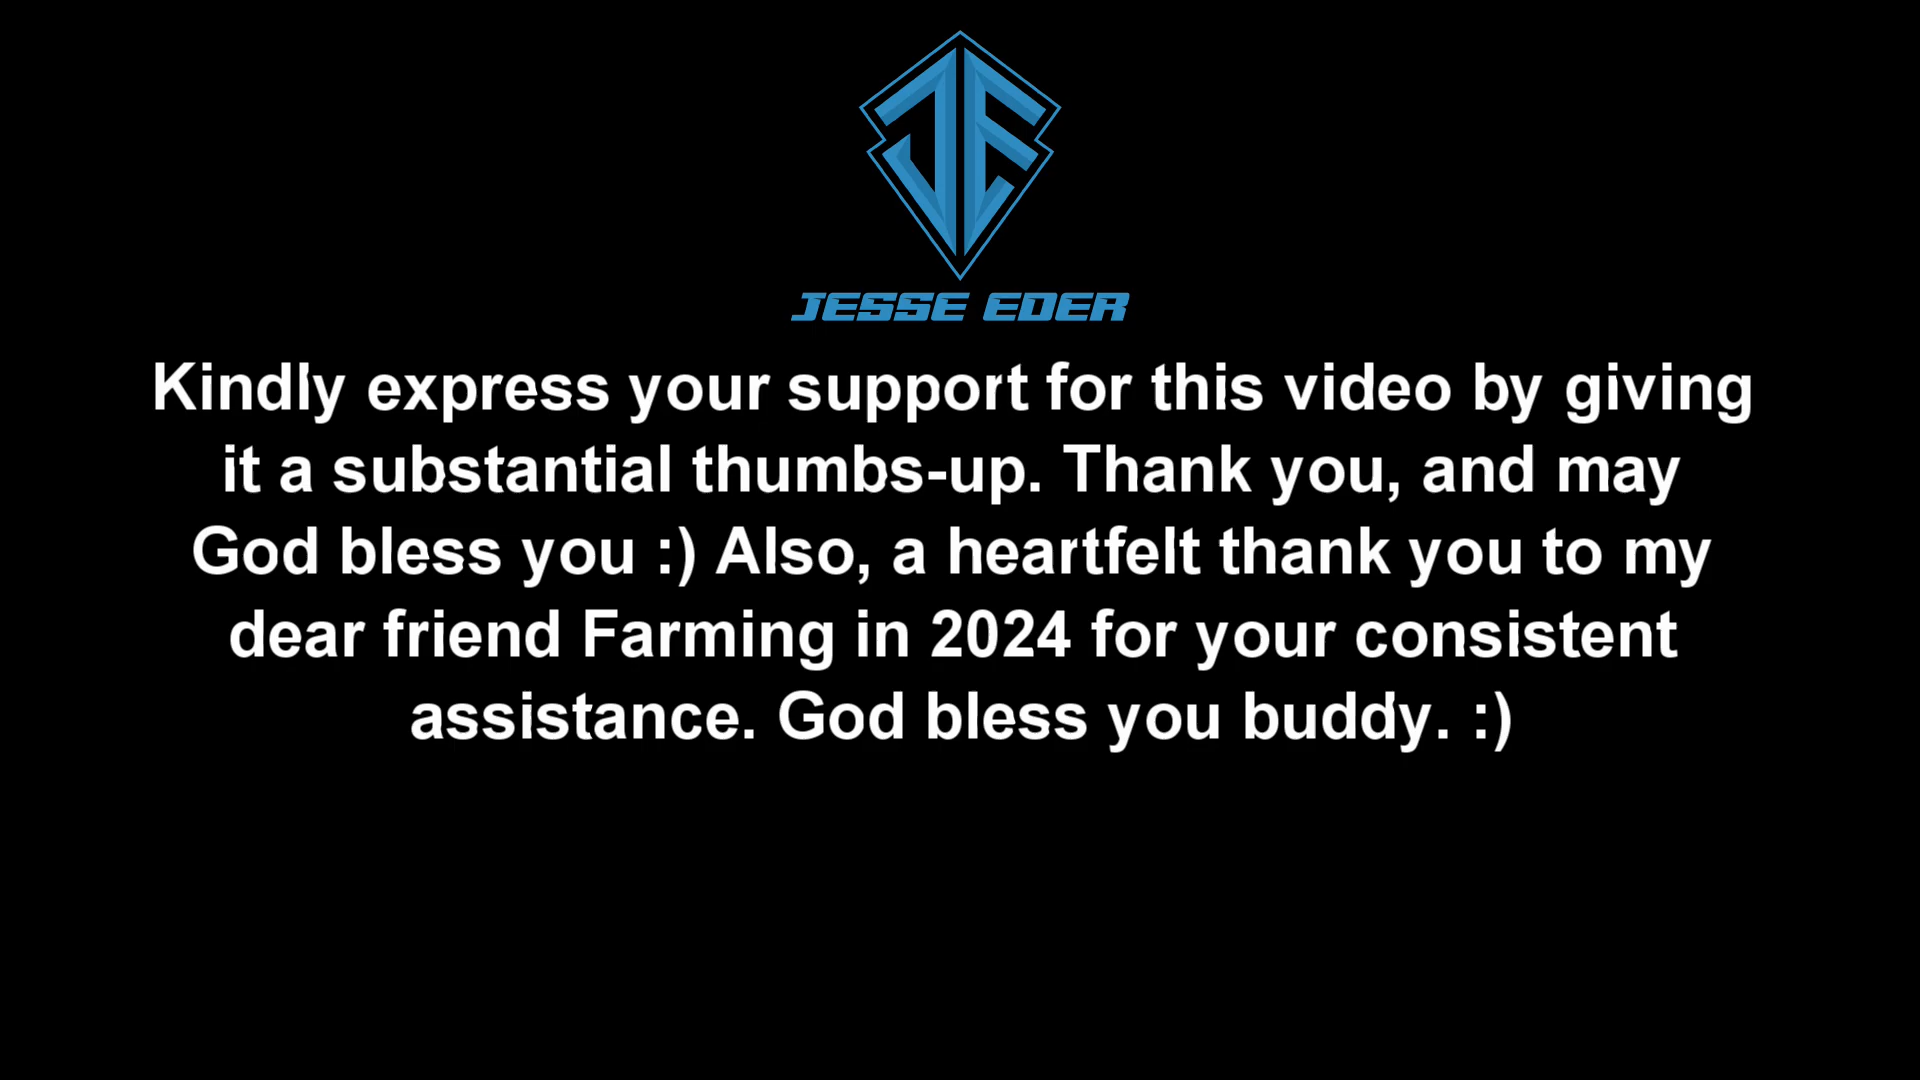 JE
JESSE EDER
Kindly express your support for this video by giving
it a substantial thumbs-up. Thank you, and may
God bless you :) Also, a heartfelt thank you to my
dear friend Farming in 2024 for your consistent
assistance. God bless you buddy. :)